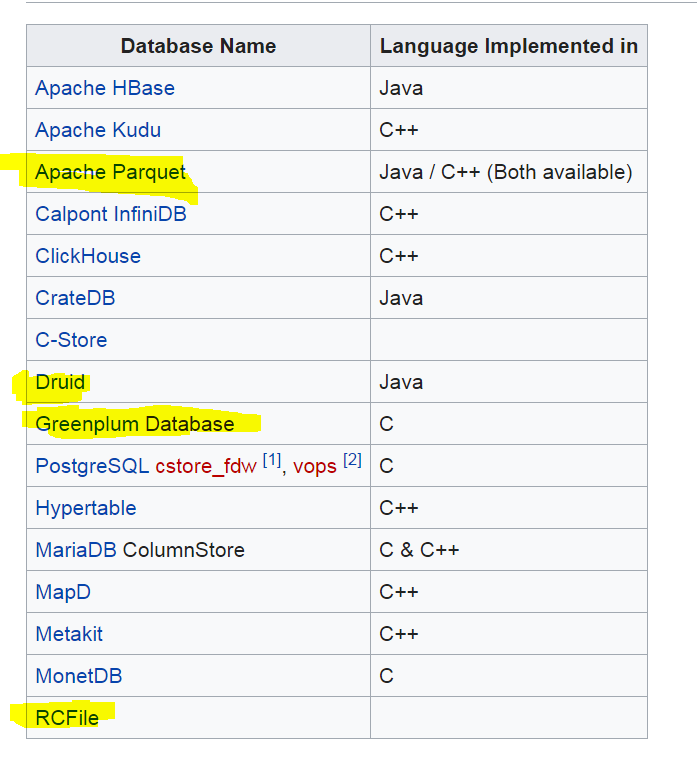 Database Name Language Implemented in
Apache HBase Java
Apache Kudu C++
Apache Parquet Java / C++ (Both available)
Calpont InfiniDB C++
ClickHouse C++
CrateDB Java
C-Store
Druid Java
Greenplum Database C
PostgreSQL cstore_fdw [1], vops [2] C
Hypertable C++
MariaDB ColumnStore C & C++
MapD C++
Metakit C++
MonetDB C
RCFile